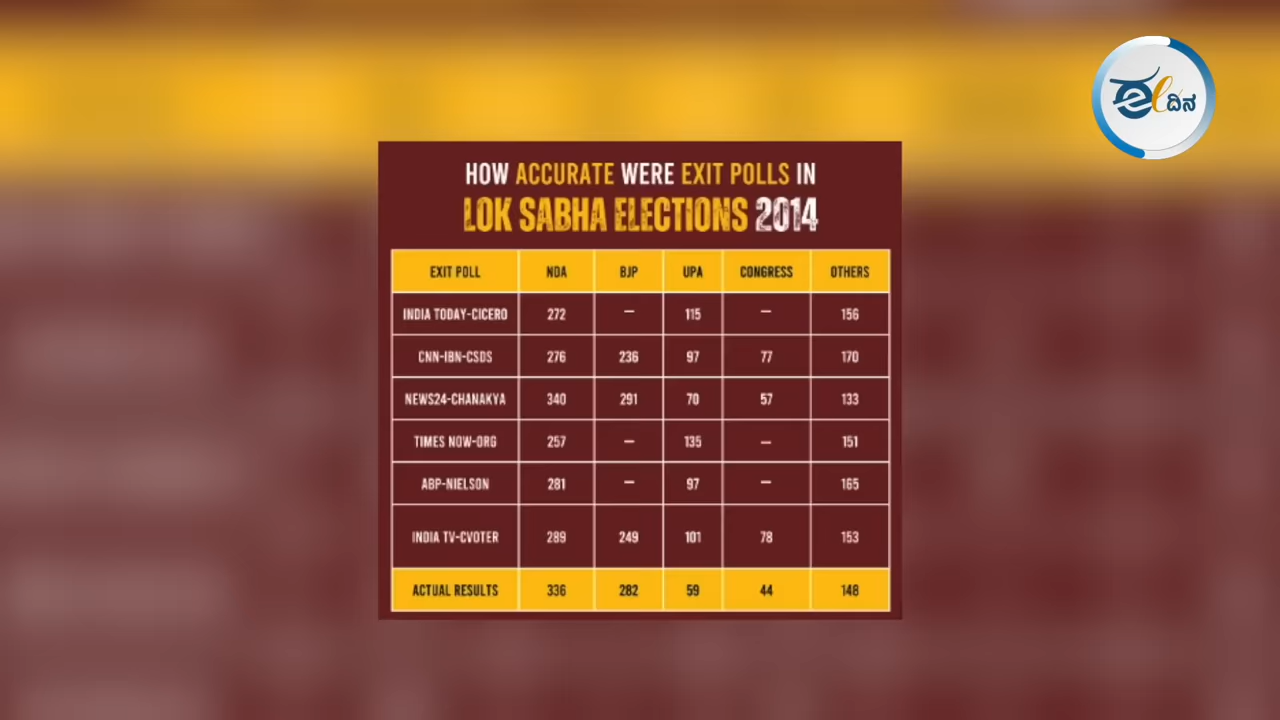 ಈದಿನ
HOW ACCURATE WERE EXIT POLLS IN
LOK SABHA ELECTIONS 2014
EXIT POLL NDA BJP UPA CONGRESS OTHERS
INDIA TODAY-CICERO 272 — 115 — 156
CNN-IBN-CSDS 276 236 97 77 170
NEWS24-CHANAKYA 340 291 70 57 133
TIMES NOW-ORG 257 — 135 — 151
ABP-NIELSON 281 — 97 — 165
INDIA TV-CVOTER 289 249 101 78 153
ACTUAL RESULTS 336 282 59 44 148